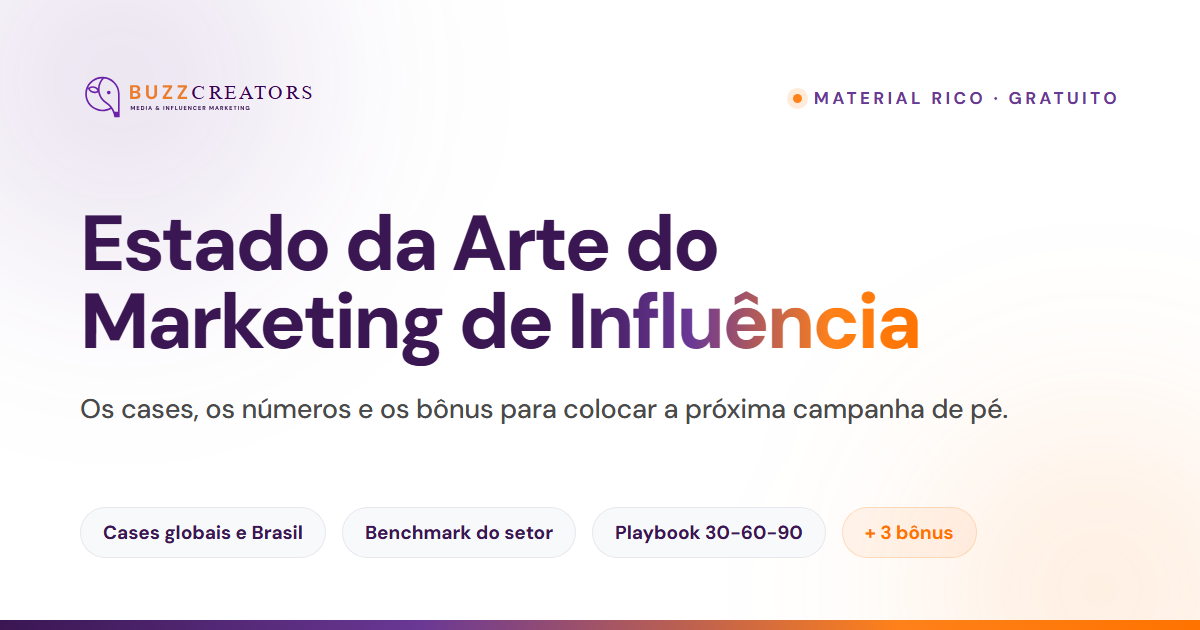 BUZZCREATORS
MEDIA & INFLUENCER MARKETING
MATERIAL RICO · GRATUITO
Estado da Arte do
Marketing de Influência
Os cases, os números e os bônus para colocar a próxima campanha de pé.
Cases globais e Brasil
Benchmark do setor
Playbook 30-60-90
+ 3 bônus